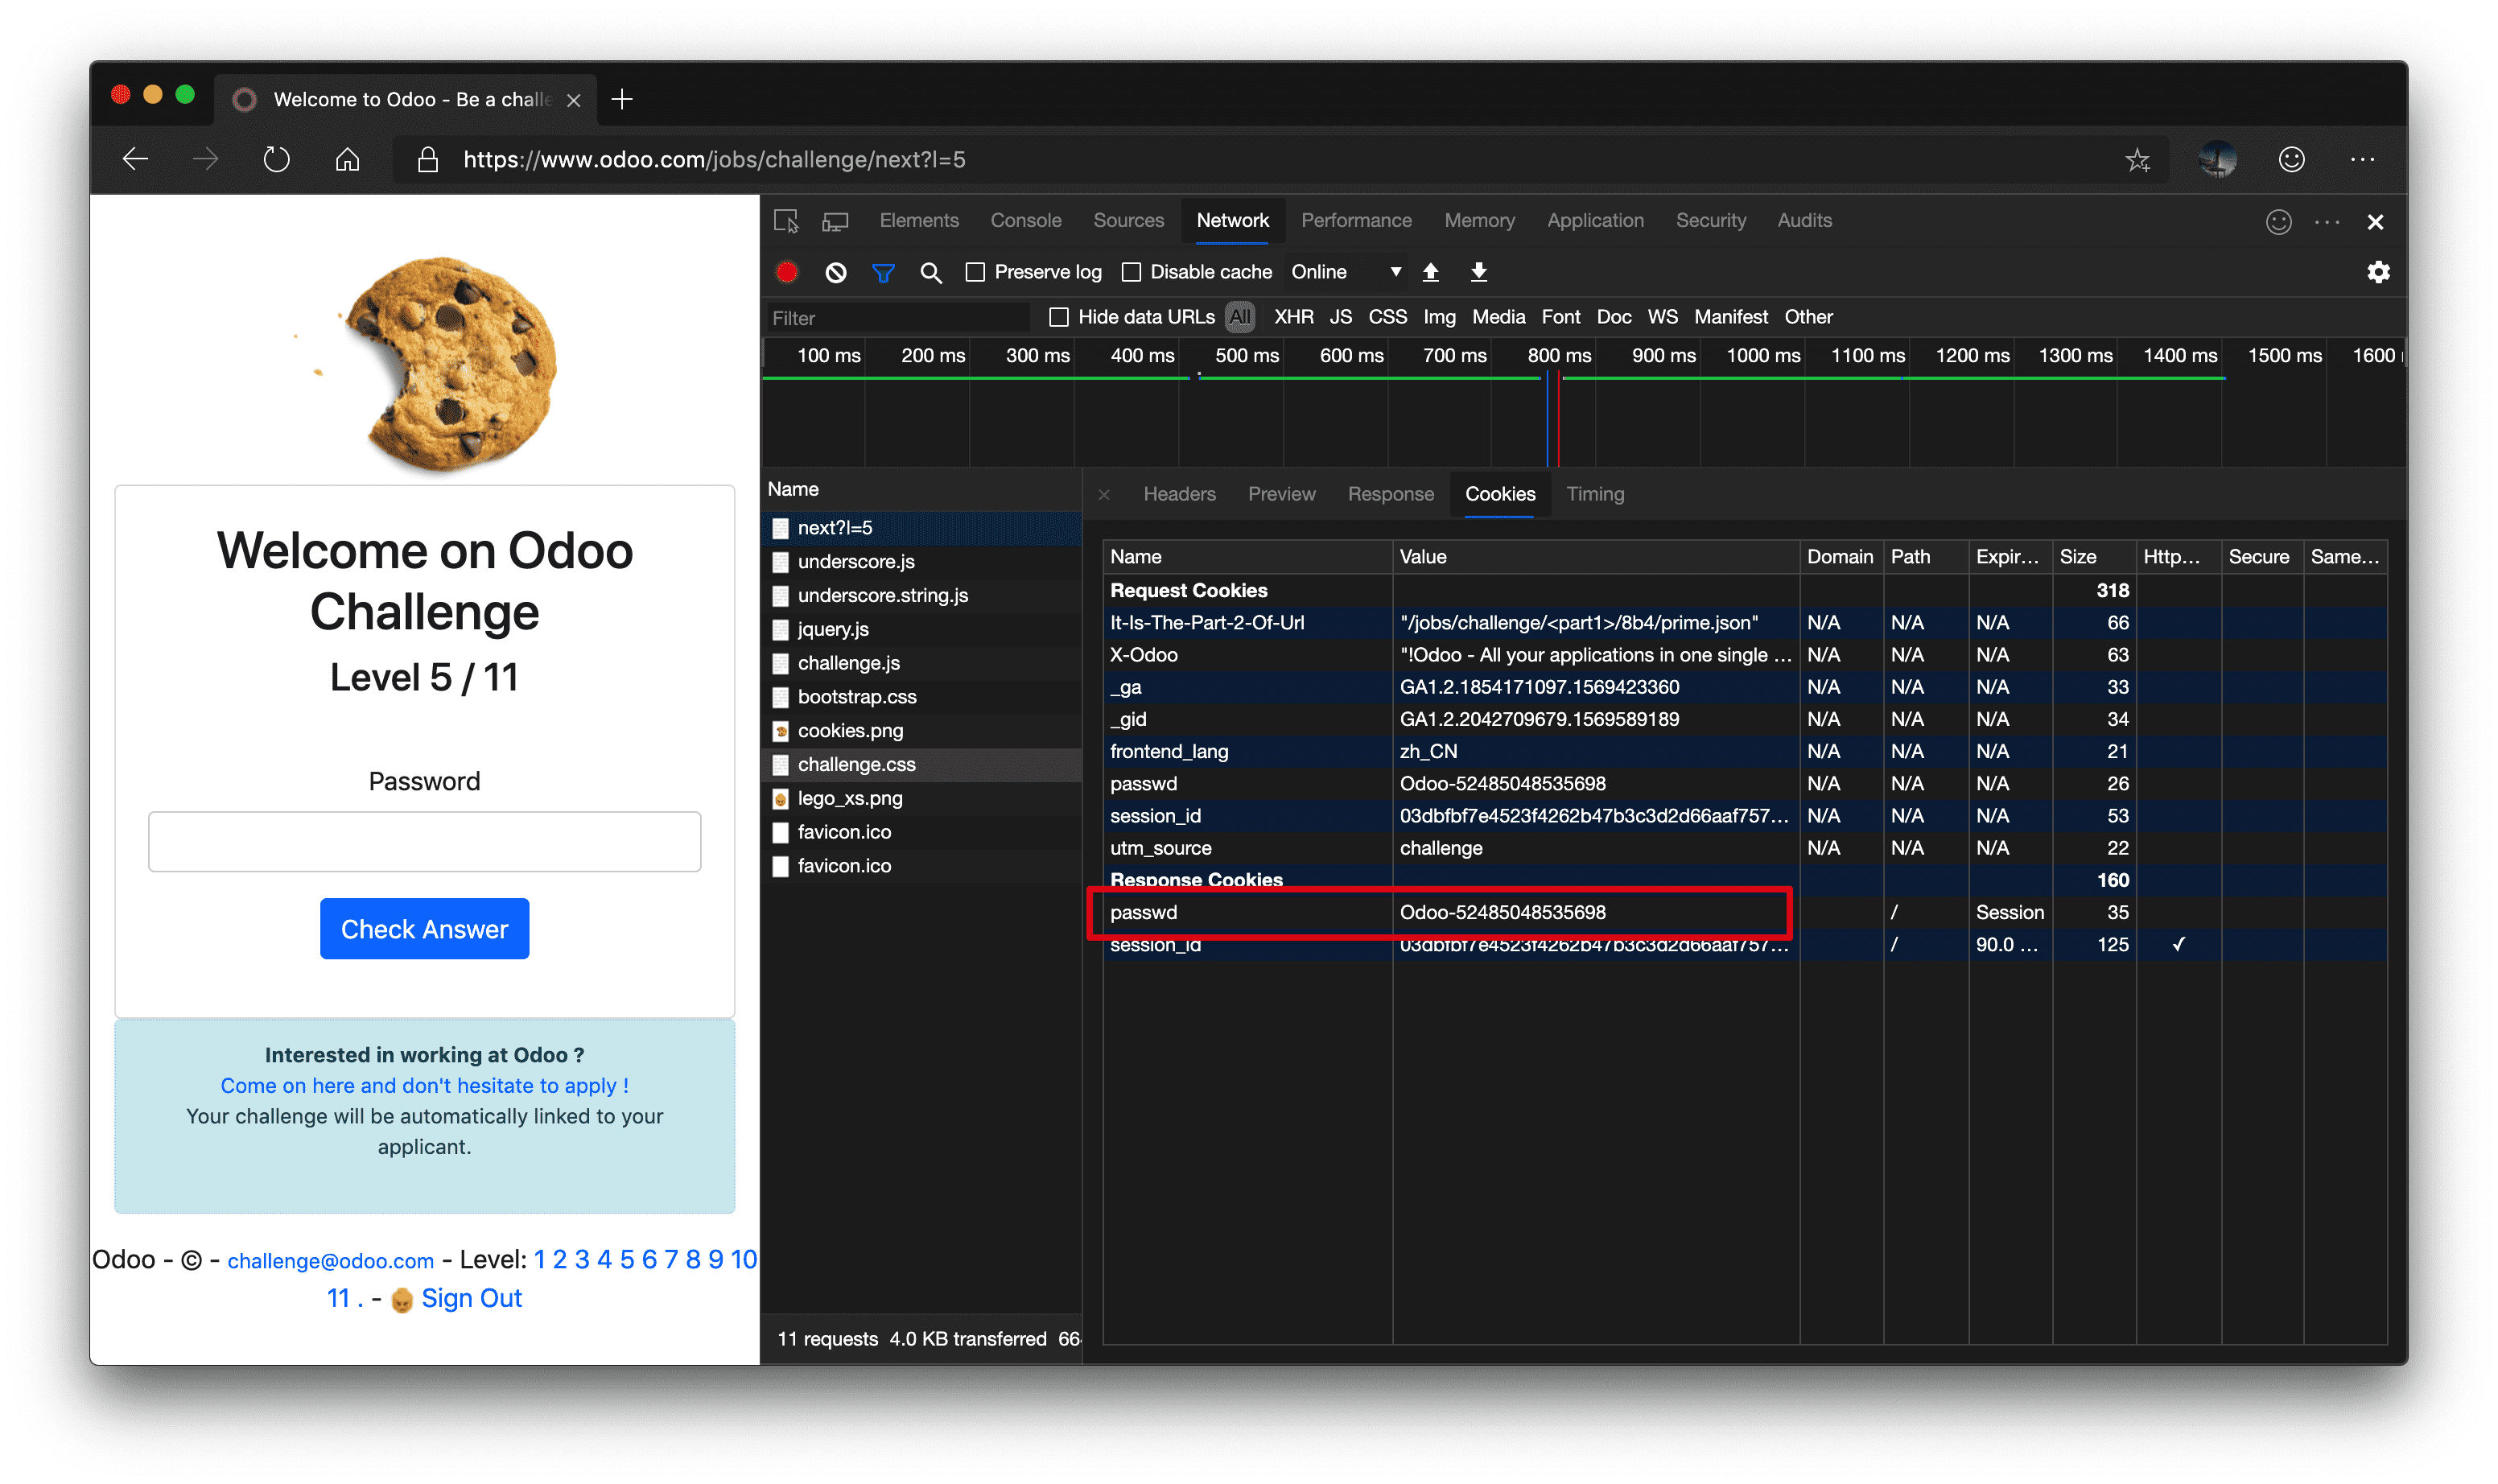 Welcome to Odoo - Be a challe
https://www.odoo.com/jobs/challenge/next?l=5
Welcome on Odoo
Challenge
Level 5 / 11
Password
Check Answer
Interested in working at Odoo ?
Come on here and don't hesitate to apply !
Your challenge will be automatically linked to your
applicant.
Odoo - © - challenge@odoo.com - Level: 1 2 3 4 5 6 7 8 9 10
11 . - Sign Out
Elements Console Sources Network Performance Memory Application Security Audits
Preserve log Disable cache Online
Filter Hide data URLs All XHR JS CSS Img Media Font Doc WS Manifest Other
100 ms 200 ms 300 ms 400 ms 500 ms 600 ms 700 ms 800 ms 900 ms 1000 ms 1100 ms 1200 ms 1300 ms 1400 ms 1500 ms 1600
Name
next?l=5
underscore.js
underscore.string.js
jquery.js
challenge.js
bootstrap.css
cookies.png
challenge.css
lego_xs.png
favicon.ico
favicon.ico
11 requests 4.0 KB transferred 66
Headers Preview Response Cookies Timing
Name Value Domain Path Expir... Size Http... Secure Same...
Request Cookies 318
It-Is-The-Part-2-Of-Url "/jobs/challenge/<part1>/8b4/prime.json" N/A N/A N/A 66
X-Odoo "!Odoo - All your applications in one single ... N/A N/A N/A 63
_ga GA1.2.1854171097.1569423360 N/A N/A N/A 33
_gid GA1.2.2042709679.1569589189 N/A N/A N/A 34
frontend_lang zh_CN N/A N/A N/A 21
passwd Odoo-52485048535698 N/A N/A N/A 26
session_id 03dbfbf7e4523f4262b47b3c3d2d66aaf757... N/A N/A N/A 53
utm_source challenge N/A N/A N/A 22
Response Cookies 160
passwd Odoo-52485048535698 / Session 35
session_id 03dbfbf7e4523f4262b47b3c3d2d66aaf757... / 90.0 ... 125 ✓